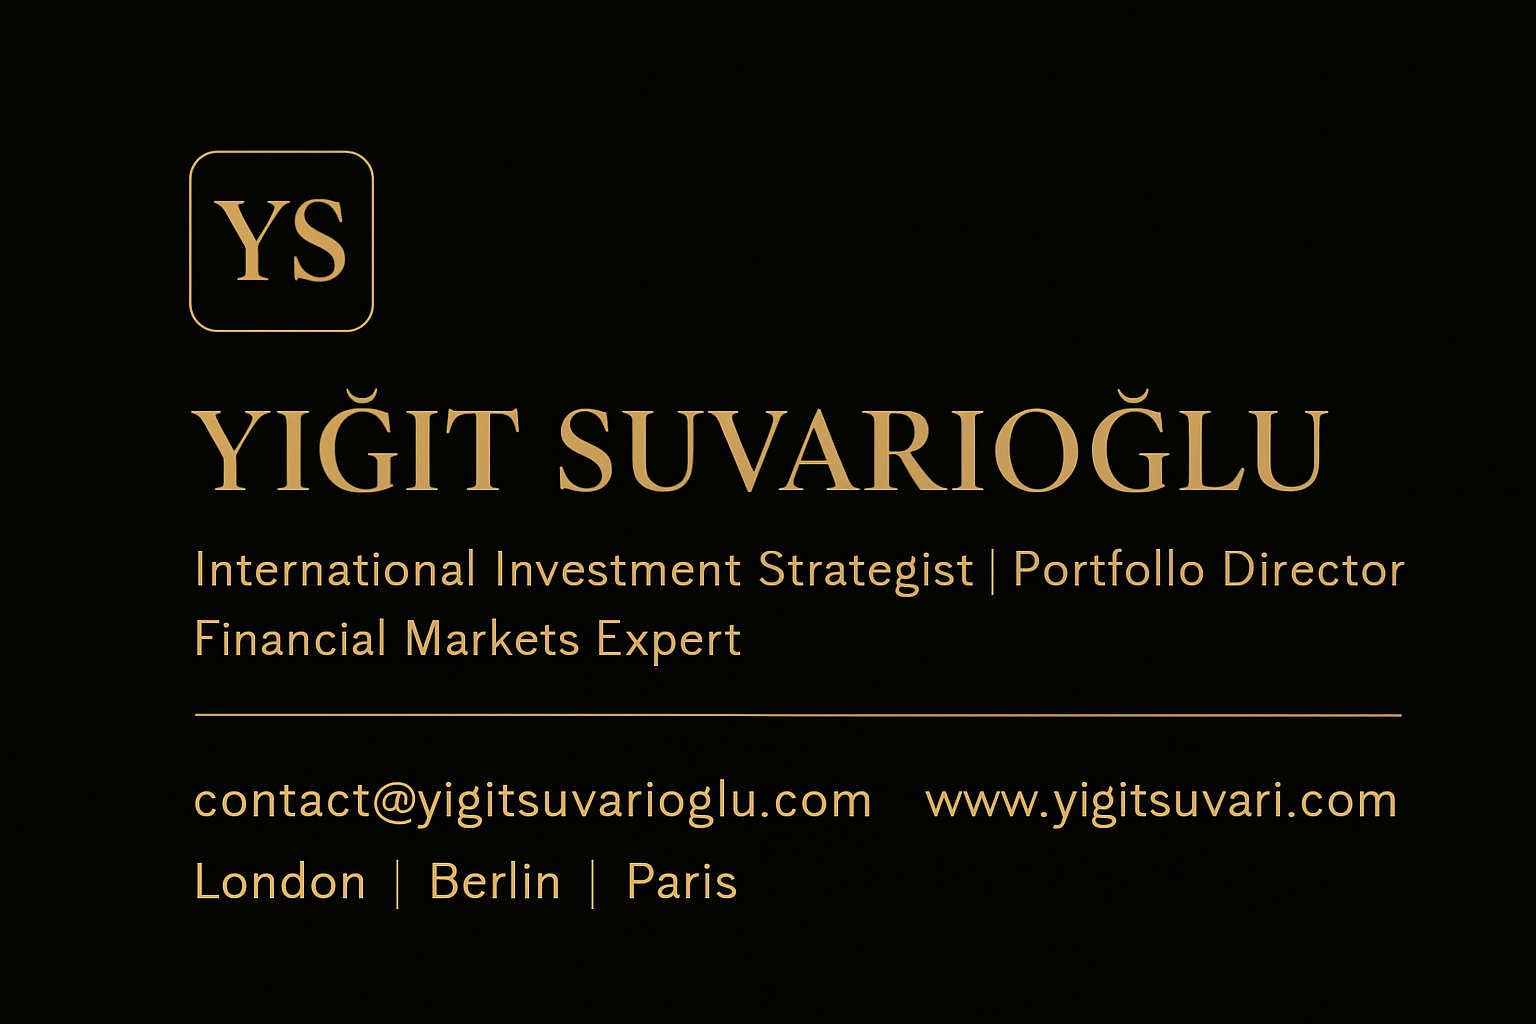 YS
YIĞIT SUVARIOĞLU
International Investment Strategist | Portfollo Director
Financial Markets Expert
contact@yigitsuvarioglu.com www.yigitsuvari.com
London | Berlin | Paris